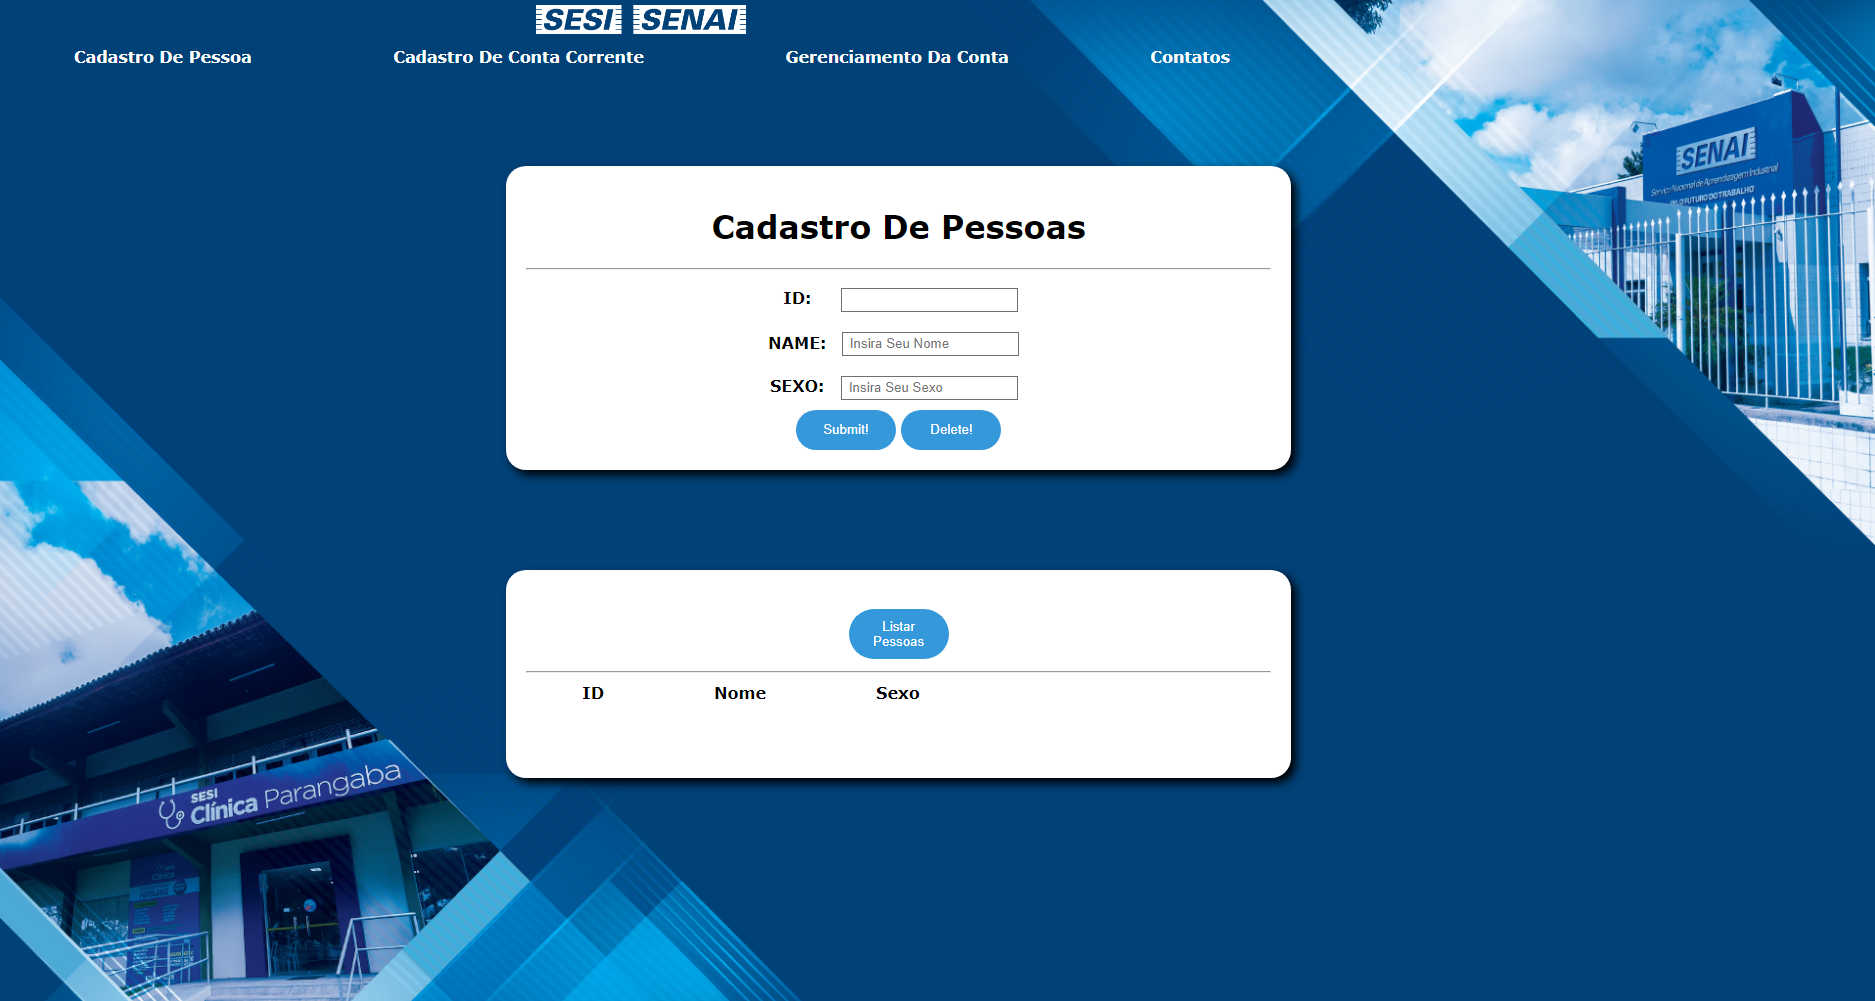 SESI SENAI
Cadastro De Pessoa
Cadastro De Conta Corrente
Gerenciamento Da Conta
Contatos
SENAI
Serviço Nacional de Aprendizagem Industrial
PELO FUTURO DO TRABALHO
Cadastro De Pessoas
ID:
NAME: Insira Seu Nome
SEXO: Insira Seu Sexo
Submit! Delete!
Listar
Pessoas
ID Nome Sexo
SESI
Clínica Parangaba
SESI
Clínica